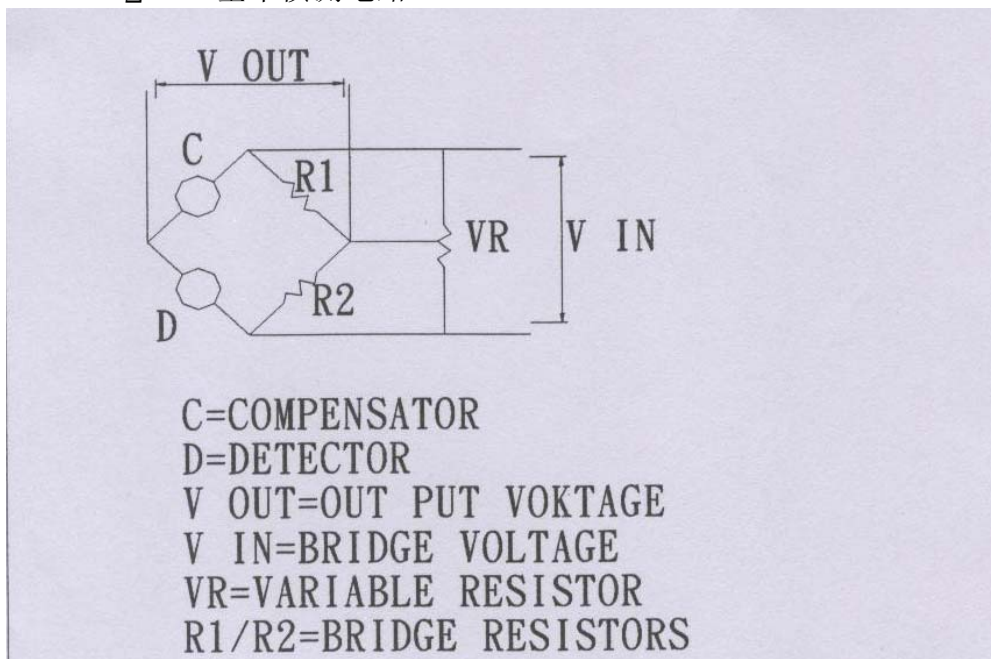 V OUT
C
R1
VR
V IN
R2
D
C=COMPENSATOR
D=DETECTOR
V OUT=OUT PUT VOKTAGE
V IN=BRIDGE VOLTAGE
VR=VARIABLE RESISTOR
R1/R2=BRIDGE RESISTORS